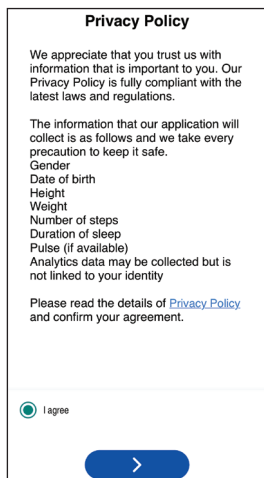 Privacy Policy
We appreciate that you trust us with
information that is important to you. Our
Privacy Policy is fully compliant with the
latest laws and regulations.
The information that our application will
collect is as follows and we take every
precaution to keep it safe.
Gender
Date of birth
Height
Weight
Number of steps
Duration of sleep
Pulse (if available)
Analytics data may be collected but is
not linked to your identity
Please read the details of Privacy Policy
and confirm your agreement.
I agree